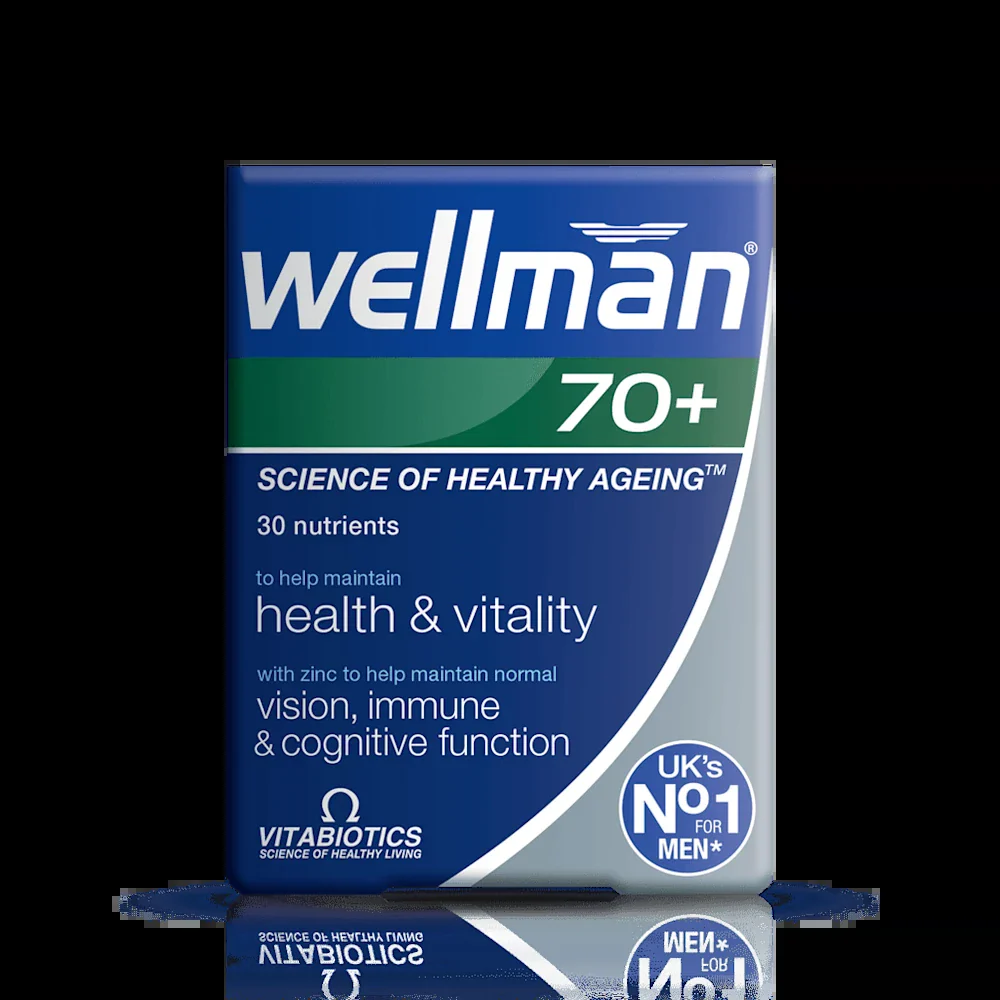 wellman®
70+
SCIENCE OF HEALTHY AGEING™
30 nutrients
to help maintain
health & vitality
with zinc to help maintain normal
vision, immune
& cognitive function
Ω
VITABIOTICS
SCIENCE OF HEALTHY LIVING
UK's
Nº1
FOR
MEN*